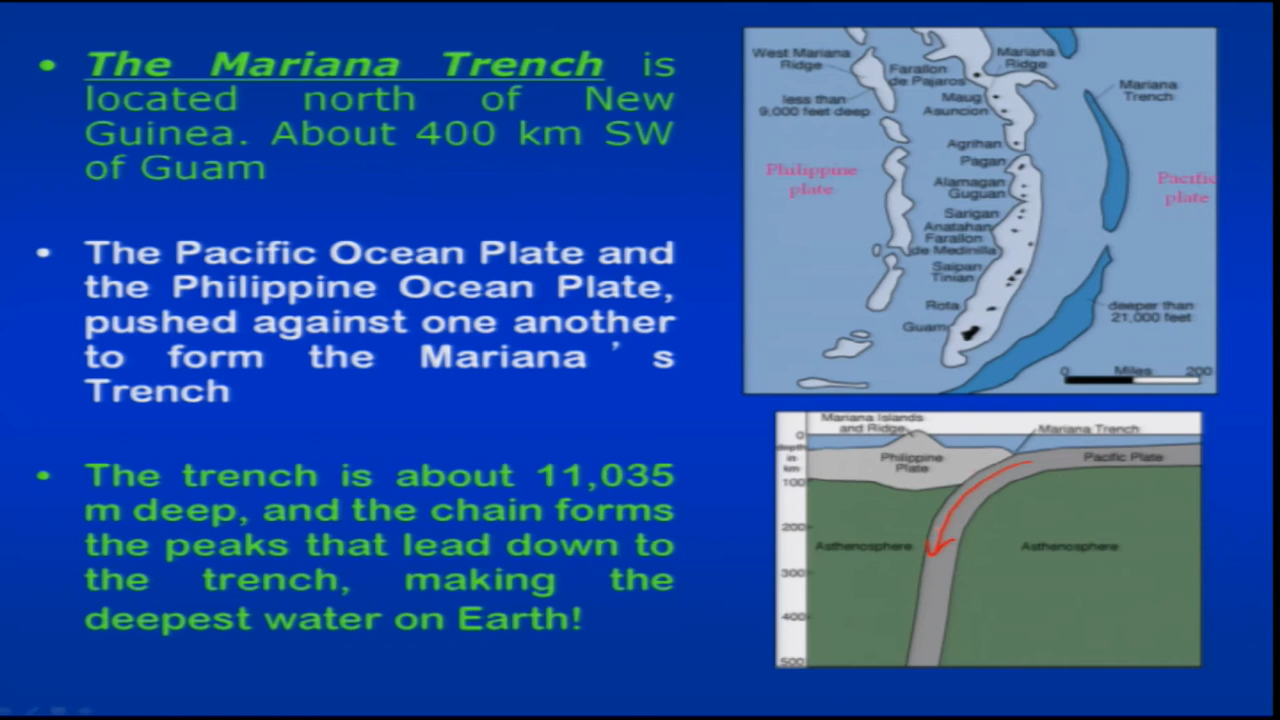 • The Mariana Trench is
located north of New
Guinea. About 400 km SW
of Guam
• The Pacific Ocean Plate and
the Philippine Ocean Plate,
pushed against one another
to form the Mariana ’ s
Trench
• The trench is about 11,035
m deep, and the chain forms
the peaks that lead down to
the trench, making the
deepest water on Earth!
West Mariana
Ridge
less than
9,000 feet deep
Farallon
de Pajaros
Mariana
Ridge
Maug
Asuncion
Mariana
Trench
Agrihan
Pagan
Philippine
plate
Pacific
plate
Alamagan
Guguan
Sarigan
Anatahan
Farallon
de Medinilla
Saipan
Tinian
Rota
Guam
deeper than
21,000 feet
0 Miles 200
Mariana Islands
and Ridge
Mariana Trench
0
depth
in
km
Philippine
Plate
Pacific Plate
100
200
Asthenosphere
Asthenosphere
300
400
500